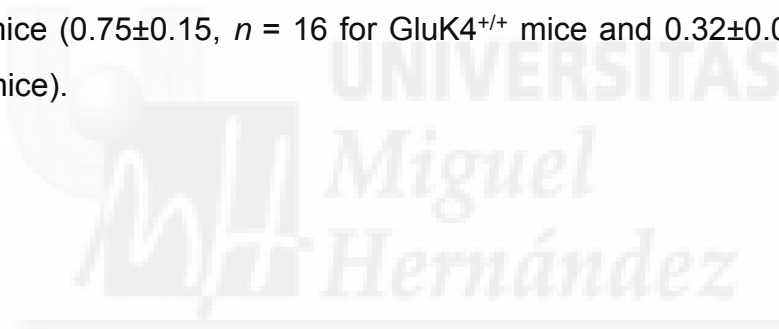 mice (0.75±0.15, n = 16 for GluK4+/+ mice and 0.32±0.0
mice).
UNIVERSITAS
Miguel
Hernández